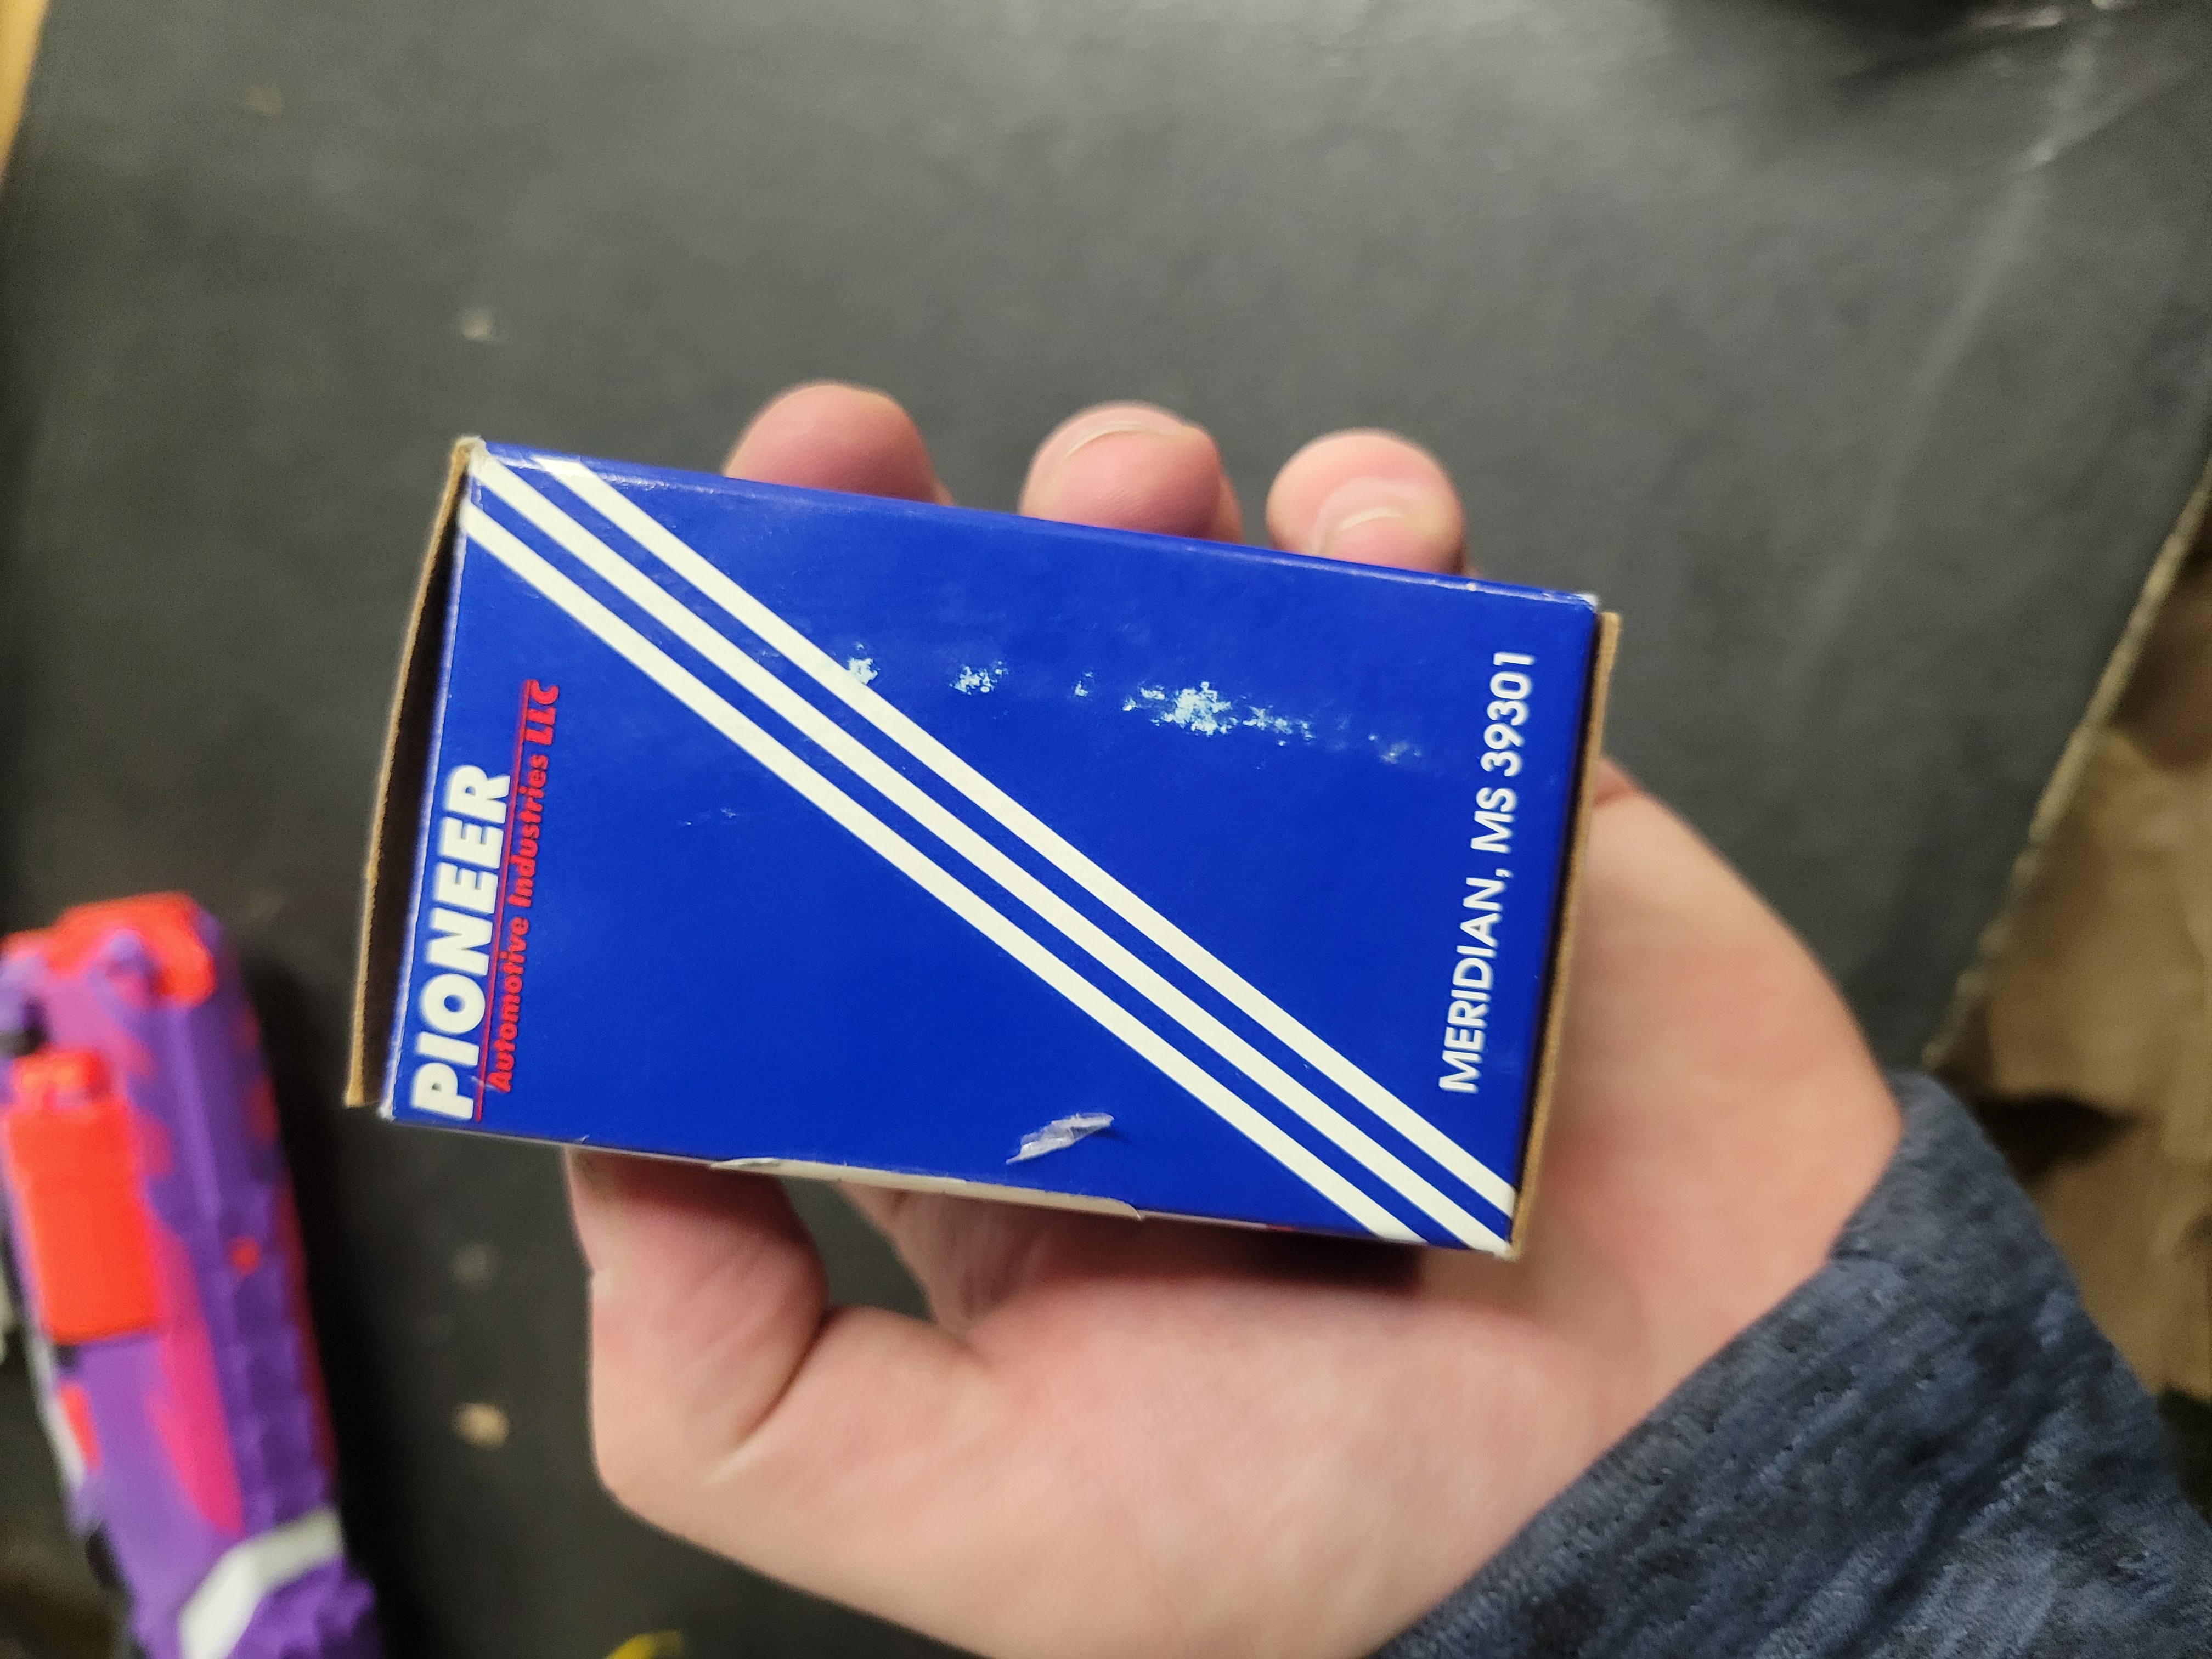 PIONEER
Automotive Industries LLC
MERIDIAN, MS 39301